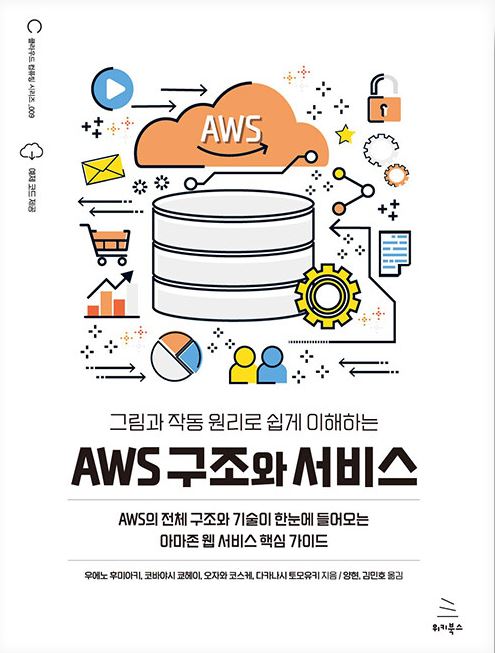 클라우드 컴퓨팅 시리즈_009
예제 코드 제공
AWS
그림과 작동 원리로 쉽게 이해하는
AWS 구조와 서비스
AWS의 전체 구조와 기술이 한눈에 들어오는
아마존 웹 서비스 핵심 가이드
우에노 후미아키, 코바야시 쿄헤이, 오자와 코스케, 다카나시 토모유키 지음 / 양현, 김민호 옮김
위키북스